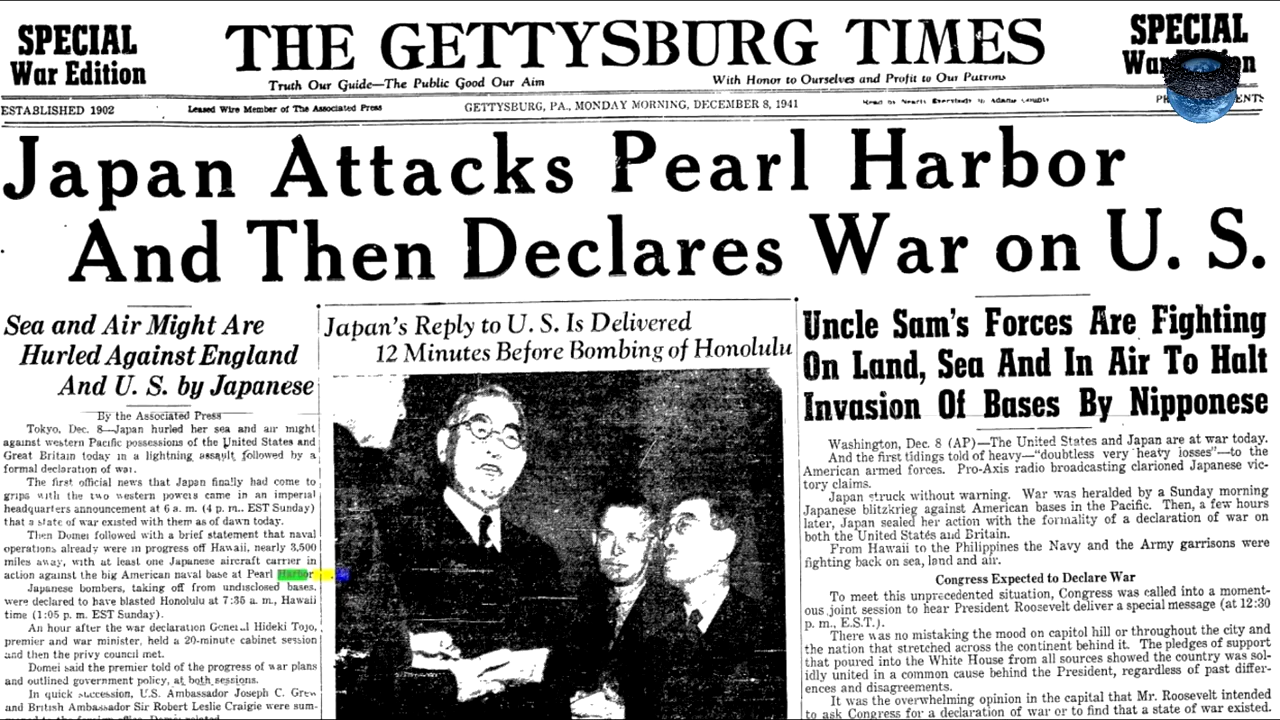 SPECIAL
War Edition
THE GETTYSBURG TIMES
Truth Our Guide—The Public Good Our Aim
With Honor to Ourselves and Profit to Our Patrons
SPECIAL
ESTABLISHED 1902
Leased Wire Member of The Associated Press
GETTYSBURG, PA., MONDAY MORNING, DECEMBER 8, 1941
Japan Attacks Pearl Harbor
And Then Declares War on U. S.
Sea and Air Might Are
Hurled Against England
And U. S. by Japanese
By the Associated Press
Tokyo, Dec. 8—Japan hurled her sea and air might
against western Pacific possessions of the United States and
Great Britain today in a lightning assault followed by a
formal declaration of war.
The first official news that Japan finally had come to
grips with the two western powers came in an imperial
headquarters announcement at 6 a. m. (4 p. m.. EST Sunday)
that a state of war existed with them as of dawn today.
Then Domei followed with a brief statement that naval
operations already were in progress off Hawaii, nearly 3,500
miles away, with at least one Japanese aircraft carrier in
action against the big American naval base at Pearl Harbor
Japanese bombers, taking off from undisclosed bases,
were declared to have blasted Honolulu at 7:35 a. m., Hawaii
time (1:05 p. m. EST Sunday).
An hour after the war declaration General Hideki Tojo,
premier and war minister, held a 20-minute cabinet session
and then the privy council met.
Domei said the premier told of the progress of war plans
and outlined government policy, at both sessions.
In quick succession, U.S. Ambassador Joseph C. Grew
and British Ambassador Sir Robert Leslie Craigie were sum-
Japan's Reply to U. S. Is Delivered
12 Minutes Before Bombing of Honolulu
Uncle Sam's Forces Are Fighting
On Land, Sea And In Air To Halt
Invasion Of Bases By Nipponese
Washington, Dec. 8 (AP)—The United States and Japan are at war today.
And the first tidings told of heavy—“doubtless very heaty losses”—to the
American armed forces. Pro-Axis radio broadcasting clarioned Japanese vic-
tory claims.
Japan struck without warning. War was heralded by a Sunday morning
Japanese blitzkrieg against American bases in the Pacific. Then, a few hours
later, Japan sealed her action with the formality of a declaration of war on
both the United States and Britain.
From Hawaii to the Philippines the Navy and the Army garrisons were
fighting back on sea, land and air.
Congress Expected to Declare War
To meet this unprecedented situation, Congress was called into a moment-
ous joint session to hear President Roosevelt deliver a special message (at 12:30
p. m., E.S.T.).
There was no mistaking the mood on capitol hill or throughout the city and
the nation that stretched across the continent behind it. The pledges of support
that poured into the White House from all sources showed the country was sol-
idly united in a common cause behind the President, regardless of past differ-
ences and disagreements.
It was the overwhelming opinion in the capital that Mr. Roosevelt intended
to ask Congress for a declaration of war or to find that a state of war existed.